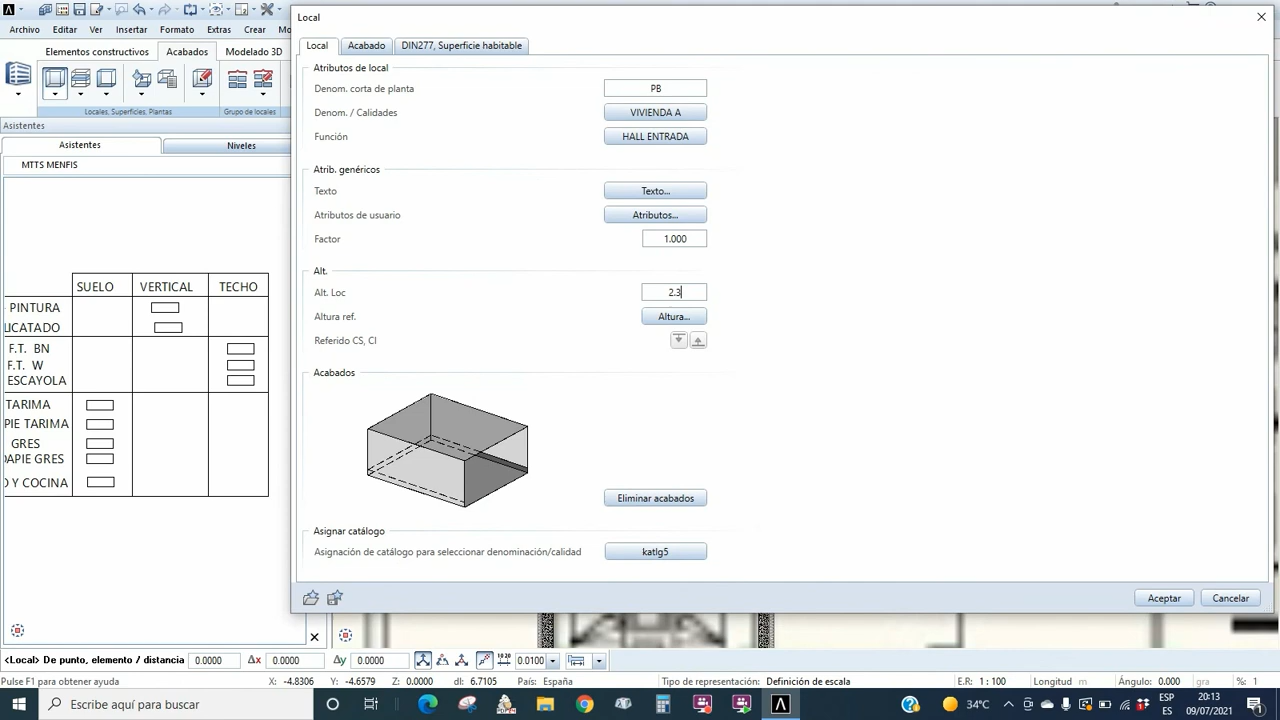 Local
Archivo Editar Ver Insertar Formato Extras Crear
Elementos constructivos Acabados Modelado 3D
Locales, Superficies, Plantas Grupo de locales
Asistentes
Asistentes Niveles
MTTS MENFIS
SUELO VERTICAL TECHO
PINTURA
LICATADO
F.T. BN
F.T. W
ESCAYOLA
TARIMA
PIE TARIMA
GRES
DAPIE GRES
O Y COCINA
Local Acabado DIN277, Superficie habitable
Atributos de local
Denom. corta de planta PB
Denom. / Calidades VIVIENDA A
Función HALL ENTRADA
Atrib. genéricos
Texto Texto...
Atributos de usuario Atributos...
Factor 1.000
Alt.
Alt. Loc 2.3
Altura ref. Altura...
Referido CS, CI
Acabados
Eliminar acabados
Asignar catálogo
Asignación de catálogo para seleccionar denominación/calidad katlg5
Aceptar Cancelar
<Local> De punto, elemento / distancia 0.0000 Δx 0.0000 Δy 0.0000 0.0100
Pulse F1 para obtener ayuda X: -4.8306 Y: -4.6579 Z: 0.0000 dl: 6.7105 País: España Tipo de representación: Definición de escala E.R: 1 : 100 Longitud m Ángulo: 0.000 gra %: 1
Escribe aquí para buscar 34°C ESP 20:13
ES 09/07/2021